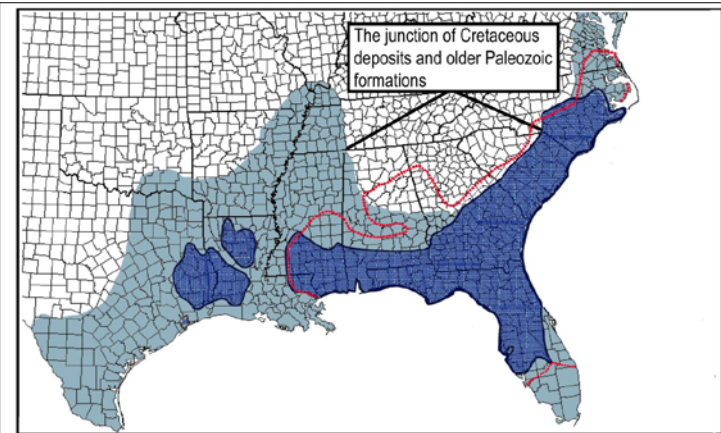 The junction of Cretaceous
deposits and older Paleozoic
formations